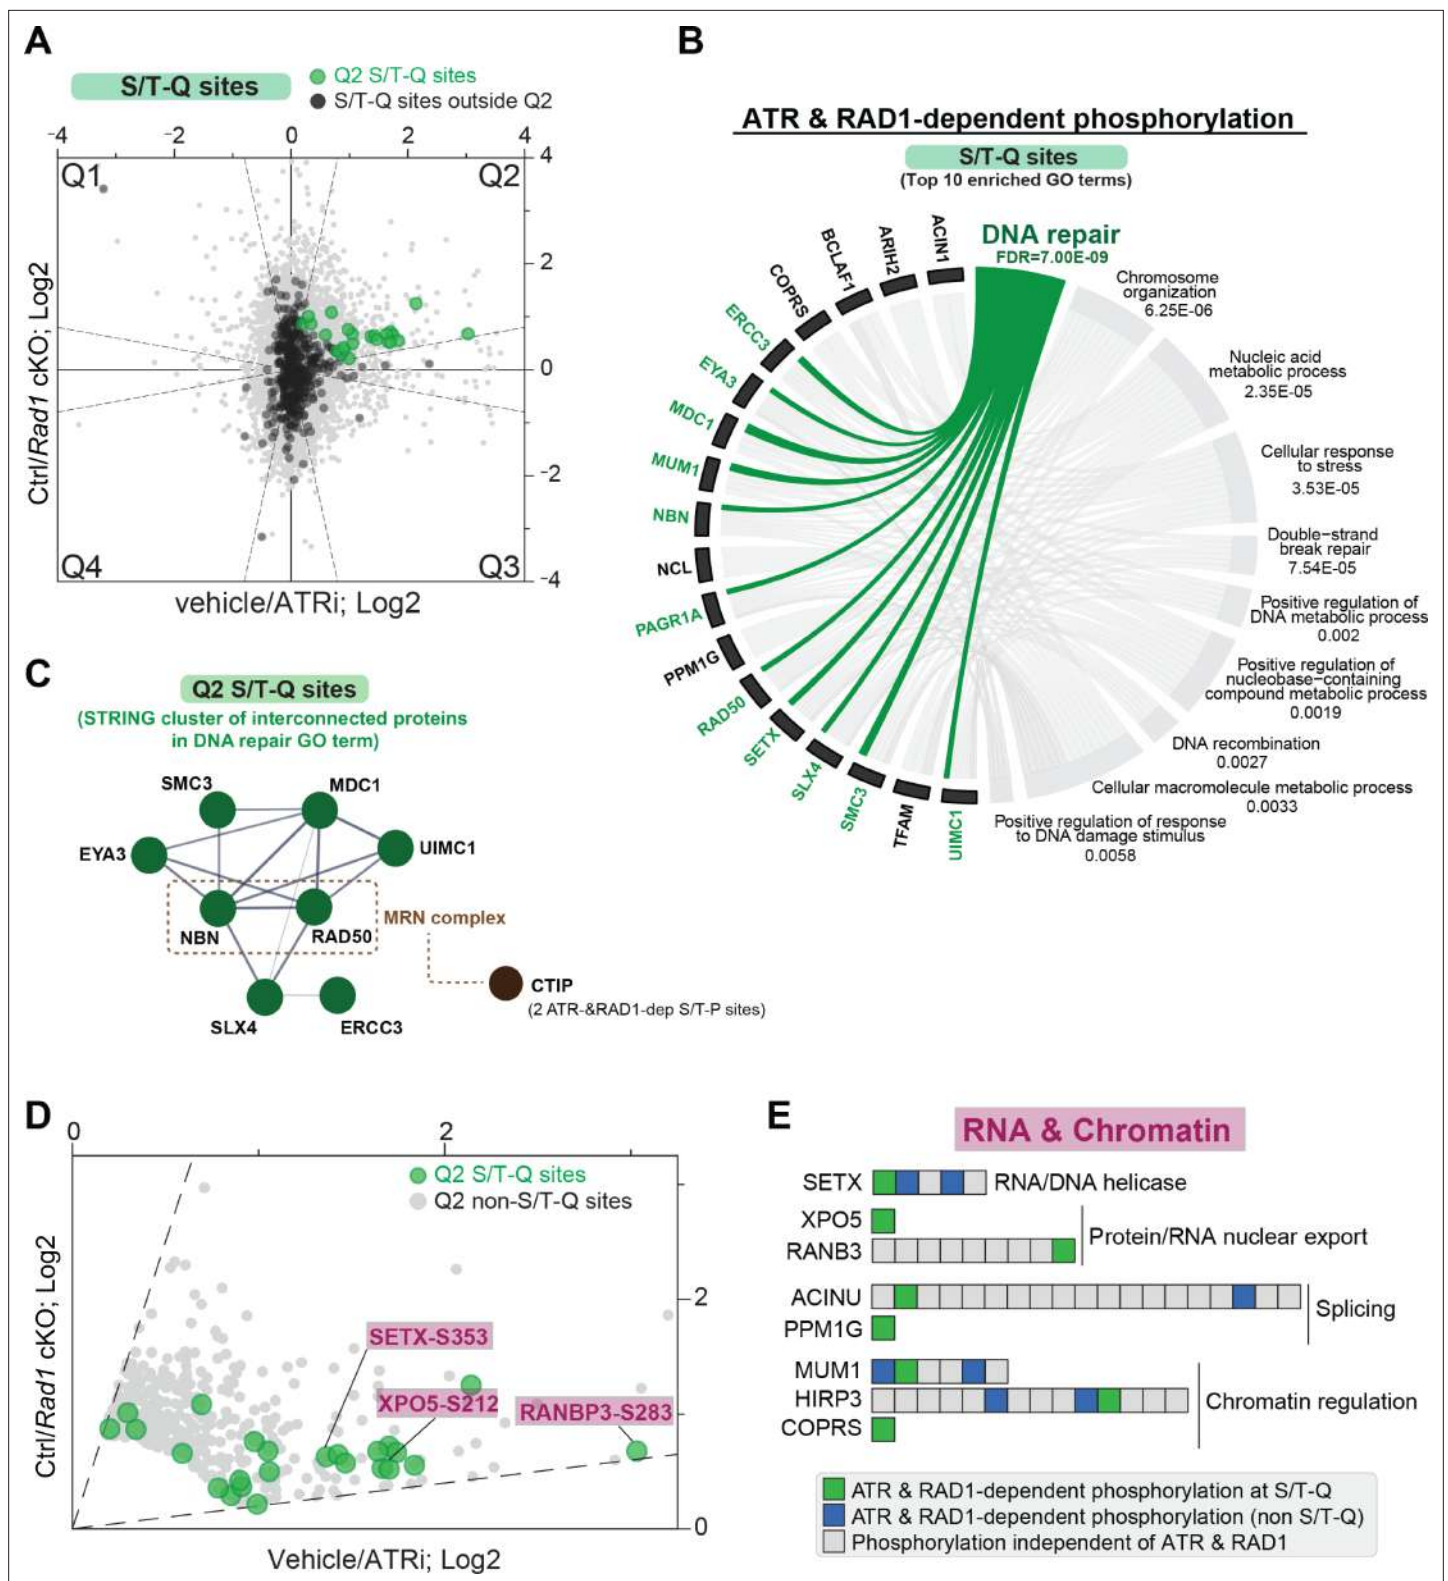 A
S/T-Q sites
Q2 S/T-Q sites
S/T-Q sites outside Q2
-4 -2 0 2 4
4
Q1
Q2
2
0
-2
-4
Q4
Q3
Ctrl/Rad1 cKO; Log2
vehicle/ATRi; Log2
B
ATR & RAD1-dependent phosphorylation
S/T-Q sites
(Top 10 enriched GO terms)
DNA repair
FDR=7.00E-09
Chromosome
organization
6.25E-06
Nucleic acid
metabolic process
2.35E-05
Cellular response
to stress
3.53E-05
Double−strand
break repair
7.54E-05
Positive regulation of
DNA metabolic process
0.002
Positive regulation of
nucleobase−containing
compound metabolic process
0.0019
DNA recombination
0.0027
Cellular macromolecule metabolic process
0.0033
Positive regulation of response
to DNA damage stimulus
0.0058
ACIN1
ARIH2
BCLAF1
COPRS
ERCC3
EYA3
MDC1
MUM1
NBN
NCL
PAGR1A
PPM1G
RAD50
SETX
SLX4
SMC3
TFAM
UIMC1
C
Q2 S/T-Q sites
(STRING cluster of interconnected proteins
in DNA repair GO term)
SMC3
MDC1
EYA3
UIMC1
NBN
RAD50
MRN complex
SLX4
ERCC3
CTIP
(2 ATR-&RAD1-dep S/T-P sites)
D
0 2
Q2 S/T-Q sites
Q2 non-S/T-Q sites
2
0
SETX-S353
XPO5-S212
RANBP3-S283
Ctrl/Rad1 cKO; Log2
Vehicle/ATRi; Log2
E
RNA & Chromatin
SETX
RNA/DNA helicase
XPO5
RANB3
Protein/RNA nuclear export
ACINU
PPM1G
Splicing
MUM1
HIRP3
COPRS
Chromatin regulation
ATR & RAD1-dependent phosphorylation at S/T-Q
ATR & RAD1-dependent phosphorylation (non S/T-Q)
Phosphorylation independent of ATR & RAD1